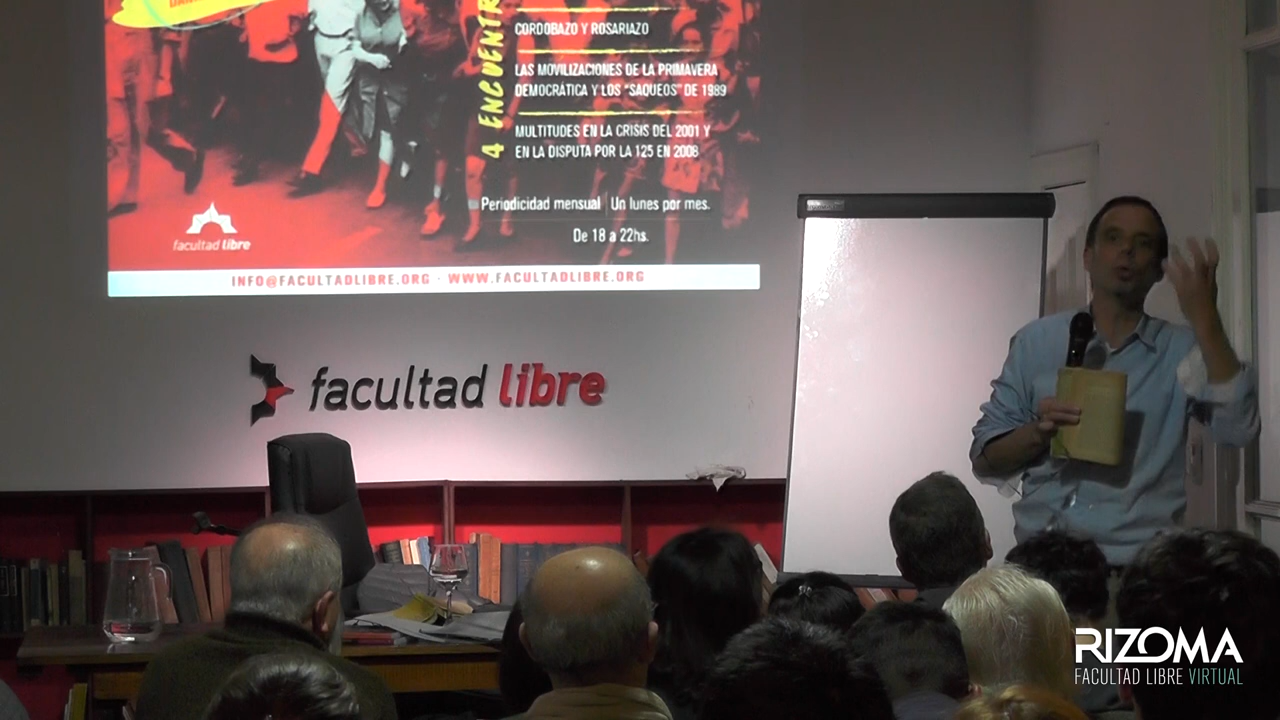 4 ENCUENTR
CORDOBAZO Y ROSARIAZO
LAS MOVILIZACIONES DE LA PRIMAVERA
DEMOCRÁTICA Y LOS "SAQUEOS" DE 1989
MULTITUDES EN LA CRISIS DEL 2001 Y
EN LA DISPUTA POR LA 125 EN 2008
Periodicidad mensual | Un lunes por mes.
De 18 a 22hs.
facultad libre
INFO@FACULTADLIBRE.ORG · WWW.FACULTADLIBRE.ORG
facultad libre
RIZOMA
FACULTAD LIBRE VIRTUAL